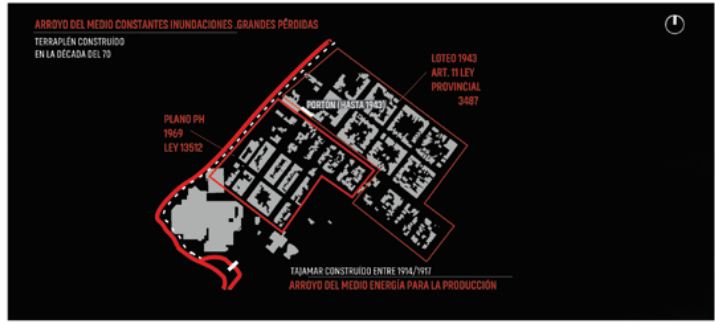 ARROYO DEL MEDIO CONSTANTES INUNDACIONES .GRANDES PÉRDIDAS
TERRAPLÉN CONSTRUÍDO
EN LA DÉCADA DEL 70
LOTEO 1943
ART. 11 LEY
PROVINCIAL
3487
PORTÓN (HASTA 1943)
PLANO PH
1969
LEY 13512
TAJAMAR CONSTRUÍDO ENTRE 1914/1917
ARROYO DEL MEDIO ENERGÍA PARA LA PRODUCCIÓN